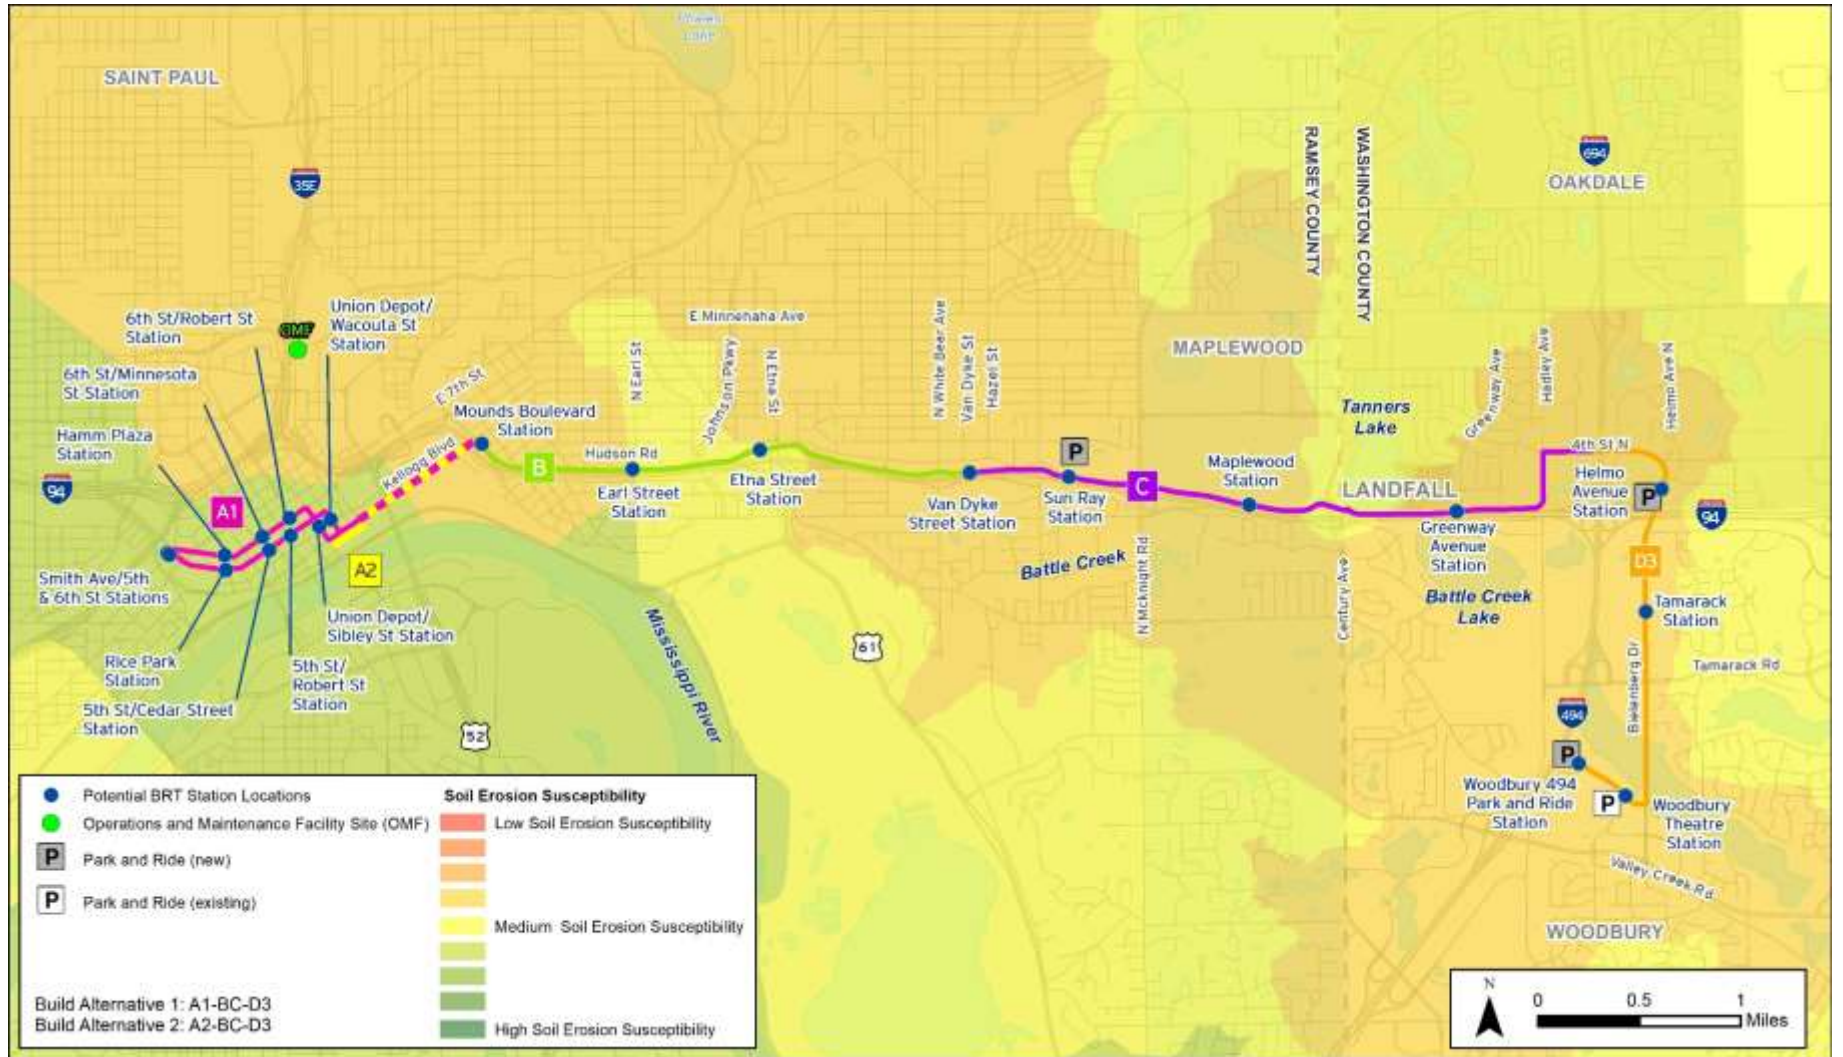 Phalen
Lake
SAINT PAUL
35E
694
OAKDALE
RAMSEY COUNTY
WASHINGTON COUNTY
6th St/Robert St
Station
OMF
Union Depot/
Wacouta St
Station
6th St/Minnesota
St Station
Hamm Plaza
Station
94
A1
A2
Smith Ave/5th
& 6th St Stations
Rice Park
Station
5th St/Cedar Street
Station
5th St/
Robert St
Station
Union Depot/
Sibley St Station
E 7th St
Kellogg Blvd
Mounds Boulevard
Station
B
Hudson Rd
N Earl St
Earl Street
Station
E Minnehaha Ave
Johnson Pkwy
N Etna St
Etna Street
Station
N White Bear Ave
Van Dyke St
Hazel St
Van Dyke
Street Station
P
Sun Ray
Station
C
MAPLEWOOD
Maplewood
Station
Battle Creek
N Mcknight Rd
Tanners
Lake
LANDFALL
Century Ave
Greenway Ave
Hadley Ave
Helmo Ave N
4th St N
Greenway
Avenue
Station
Helmo
Avenue
Station
P
94
D3
Battle Creek
Lake
Tamarack
Station
Tamarack Rd
Bielenberg Dr
494
P
Woodbury 494
Park and Ride
Station
P
Woodbury
Theatre
Station
Valley Creek Rd
WOODBURY
Mississippi River
61
52
Potential BRT Station Locations
Operations and Maintenance Facility Site (OMF)
P Park and Ride (new)
P Park and Ride (existing)
Build Alternative 1: A1-BC-D3
Build Alternative 2: A2-BC-D3
Soil Erosion Susceptibility
Low Soil Erosion Susceptibility
Medium Soil Erosion Susceptibility
High Soil Erosion Susceptibility
N
0 0.5 1
Miles